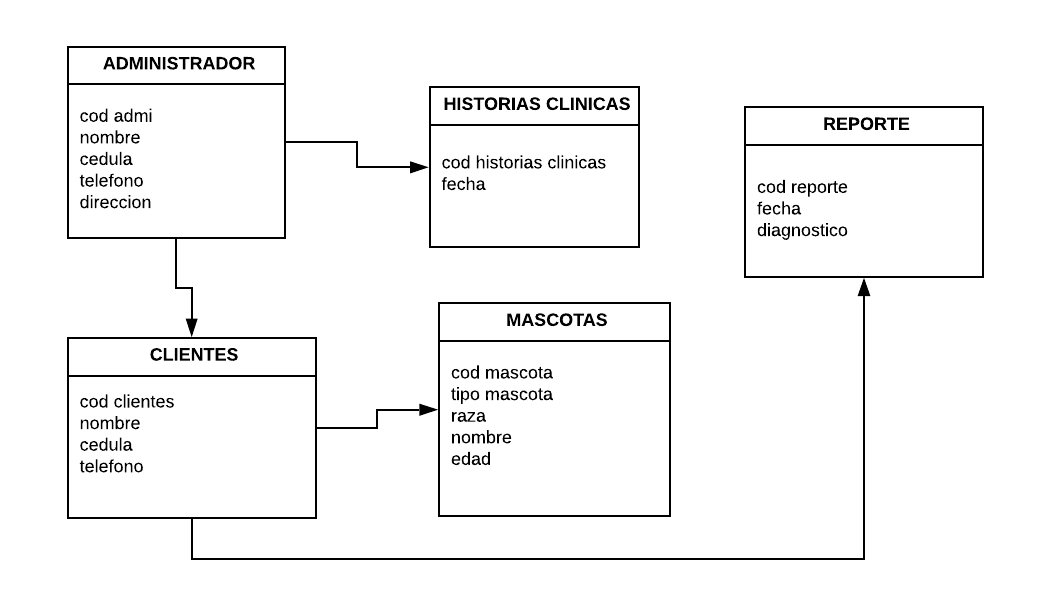 ADMINISTRADOR
cod admi
nombre
cedula
telefono
direccion
HISTORIAS CLINICAS
cod historias clinicas
fecha
REPORTE
cod reporte
fecha
diagnostico
CLIENTES
cod clientes
nombre
cedula
telefono
MASCOTAS
cod mascota
tipo mascota
raza
nombre
edad